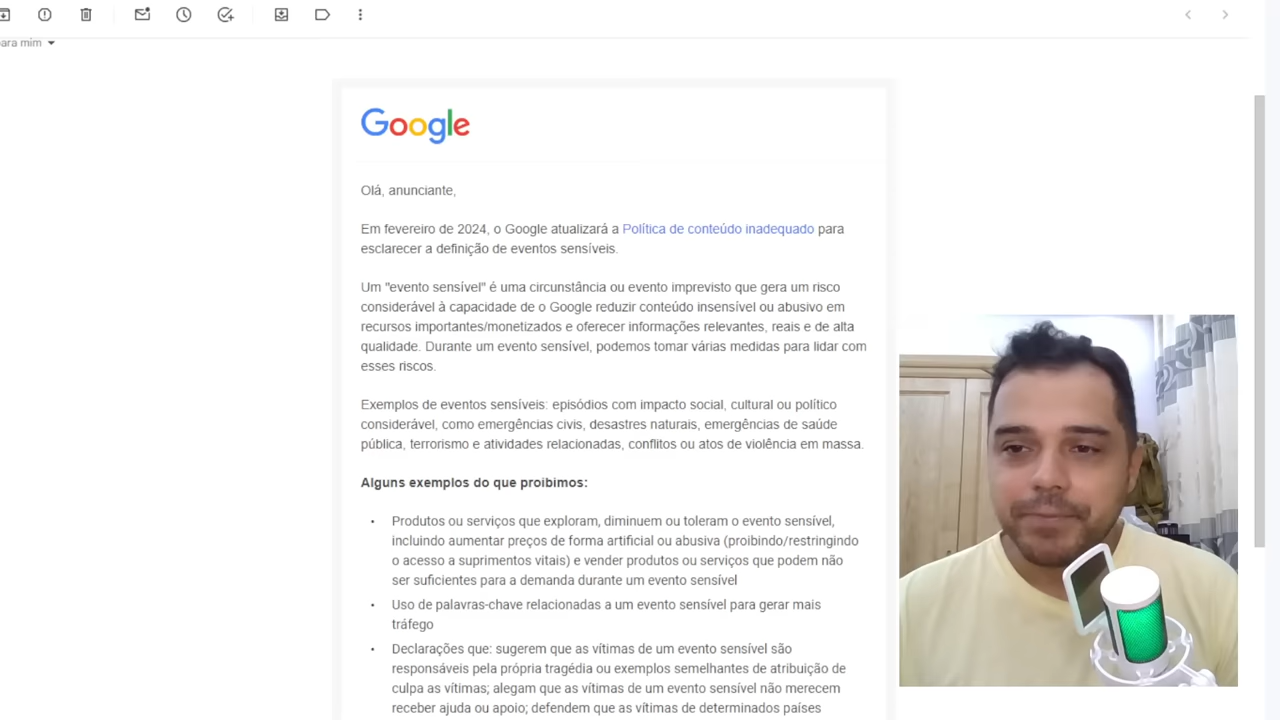 ara mim
Google
Olá, anunciante,
Em fevereiro de 2024, o Google atualizará a Política de conteúdo inadequado para
esclarecer a definição de eventos sensíveis.
Um "evento sensível" é uma circunstância ou evento imprevisto que gera um risco
considerável à capacidade de o Google reduzir conteúdo insensível ou abusivo em
recursos importantes/monetizados e oferecer informações relevantes, reais e de alta
qualidade. Durante um evento sensível, podemos tomar várias medidas para lidar com
esses riscos.
Exemplos de eventos sensíveis: episódios com impacto social, cultural ou político
considerável, como emergências civis, desastres naturais, emergências de saúde
pública, terrorismo e atividades relacionadas, conflitos ou atos de violência em massa.
Alguns exemplos do que proibimos:
• Produtos ou serviços que exploram, diminuem ou toleram o evento sensível,
incluindo aumentar preços de forma artificial ou abusiva (proibindo/restringindo
o acesso a suprimentos vitais) e vender produtos ou serviços que podem não
ser suficientes para a demanda durante um evento sensível
• Uso de palavras-chave relacionadas a um evento sensível para gerar mais
tráfego
• Declarações que: sugerem que as vítimas de um evento sensível são
responsáveis pela própria tragédia ou exemplos semelhantes de atribuição de
culpa as vítimas; alegam que as vítimas de um evento sensível não merecem
receber ajuda ou apoio; defendem que as vítimas de determinados países